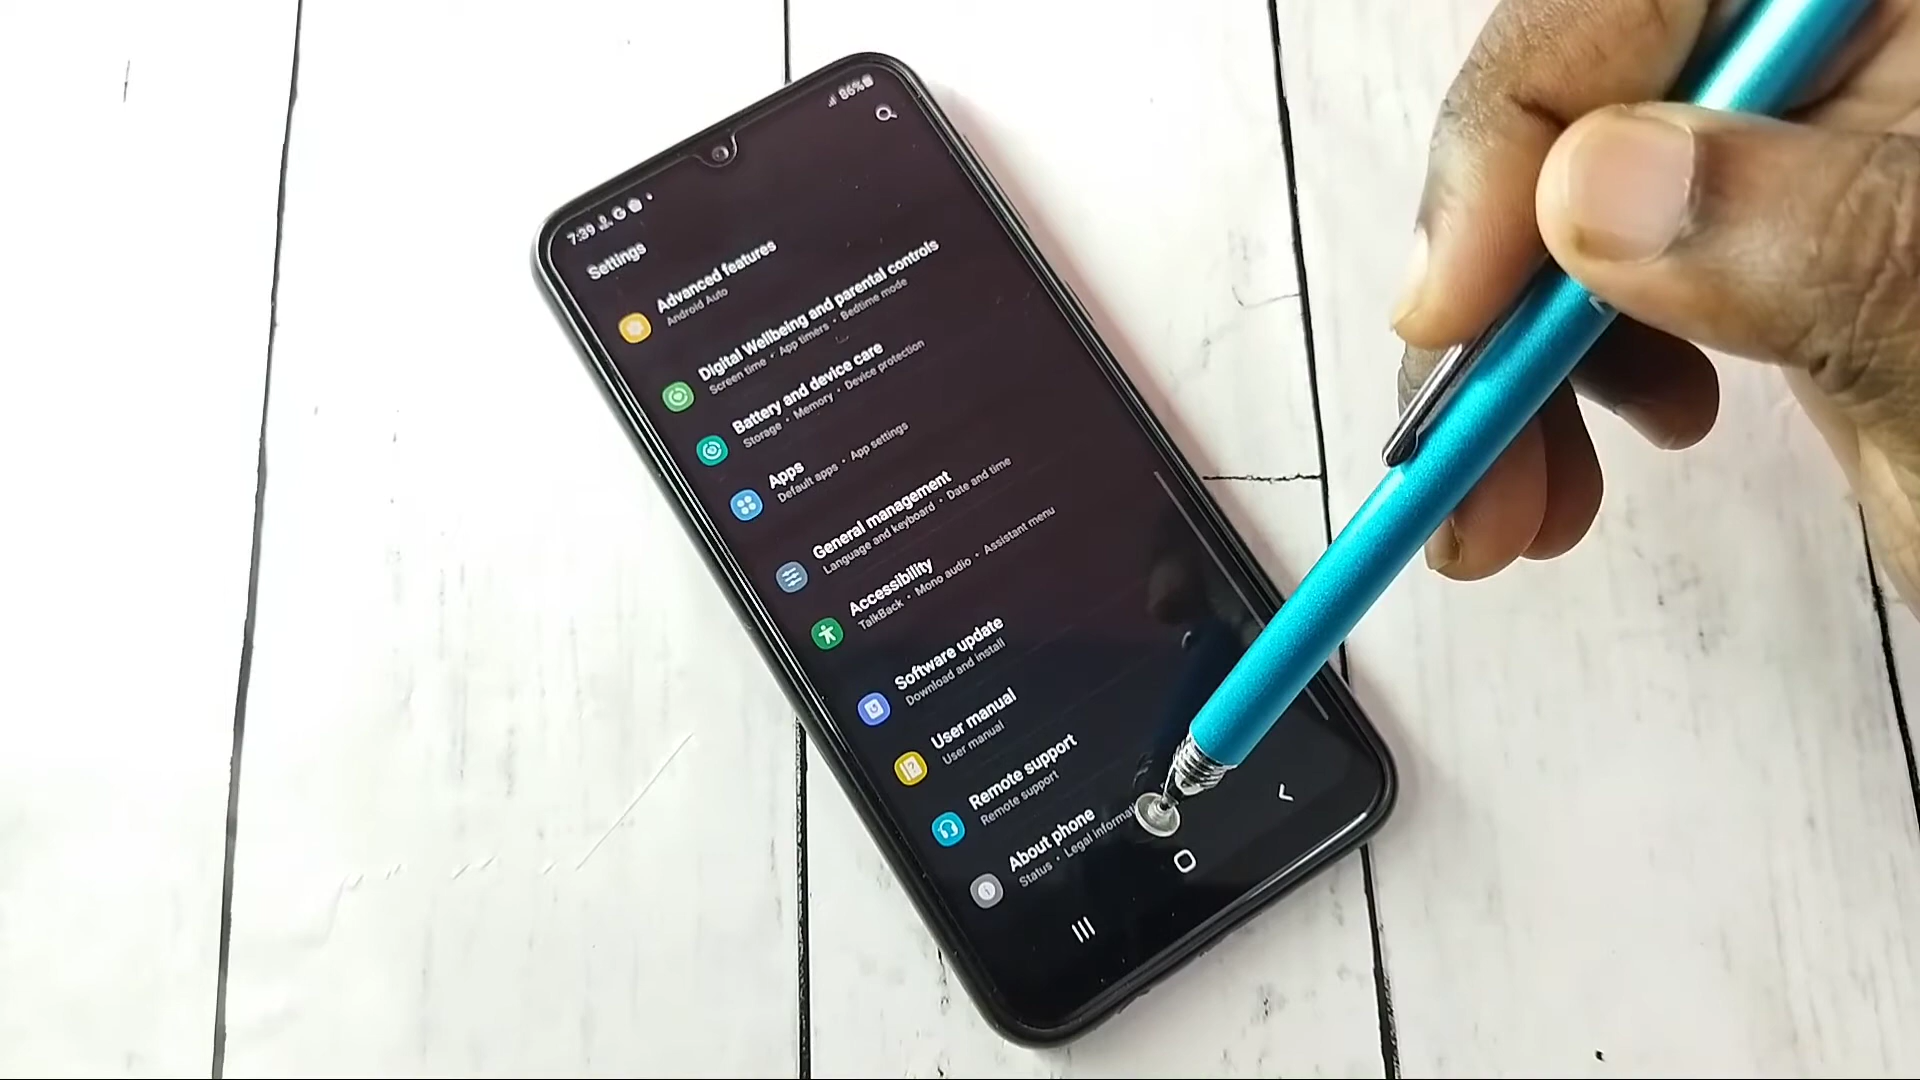 7:39
86%
Settings
Advanced features
Android Auto
Digital Wellbeing and parental controls
Screen time • App timers • Bedtime mode
Battery and device care
Storage • Memory • Device protection
Apps
Default apps • App settings
General management
Language and keyboard • Date and time
Accessibility
TalkBack • Mono audio • Assistant menu
Software update
Download and install
User manual
User manual
Remote support
Remote support
About phone
Status • Legal informat